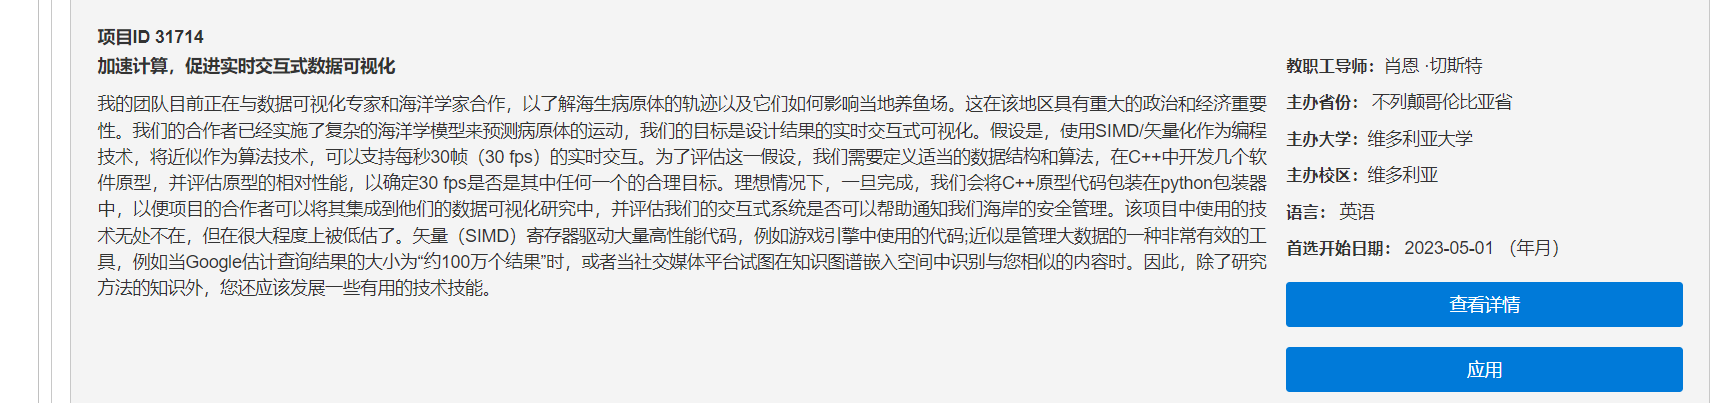 项目ID 31714
加速计算，促进实时交互式数据可视化
我的团队目前正在与数据可视化专家和海洋学家合作，以了解海生病原体的轨迹以及它们如何影响当地养鱼场。这在该地区具有重大的政治和经济重要
性。我们的合作者已经实施了复杂的海洋学模型来预测病原体的运动，我们的目标是设计结果的实时交互式可视化。假设是，使用SIMD/矢量化作为编程
技术，将近似作为算法技术，可以支持每秒30帧（30 fps）的实时交互。为了评估这一假设，我们需要定义适当的数据结构和算法，在C++中开发几个软
件原型，并评估原型的相对性能，以确定30 fps是否是其中任何一个的合理目标。理想情况下，一旦完成，我们会将C++原型代码包装在python包装器
中，以便项目的合作者可以将其集成到他们的数据可视化研究中，并评估我们的交互式系统是否可以帮助通知我们海岸的安全管理。该项目中使用的技
术无处不在，但在很大程度上被低估了。矢量（SIMD）寄存器驱动大量高性能代码，例如游戏引擎中使用的代码;近似是管理大数据的一种非常有效的工
具，例如当Google估计查询结果的大小为“约100万个结果”时，或者当社交媒体平台试图在知识图谱嵌入空间中识别与您相似的内容时。因此，除了研究
方法的知识外，您还应该发展一些有用的技术技能。
教职工导师：肖恩 ·切斯特
主办省份： 不列颠哥伦比亚省
主办大学：维多利亚大学
主办校区：维多利亚
语言： 英语
首选开始日期： 2023-05-01 （年月）
查看详情
应用